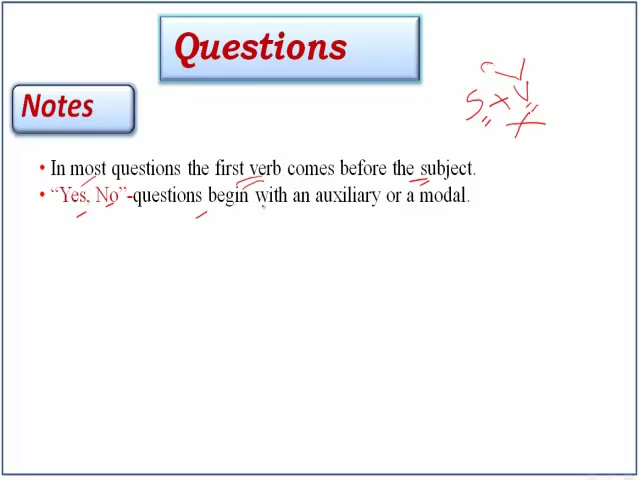 Questions
Notes
• In most questions the first verb comes before the subject.
• “Yes, No”-questions begin with an auxiliary or a modal.
S x V